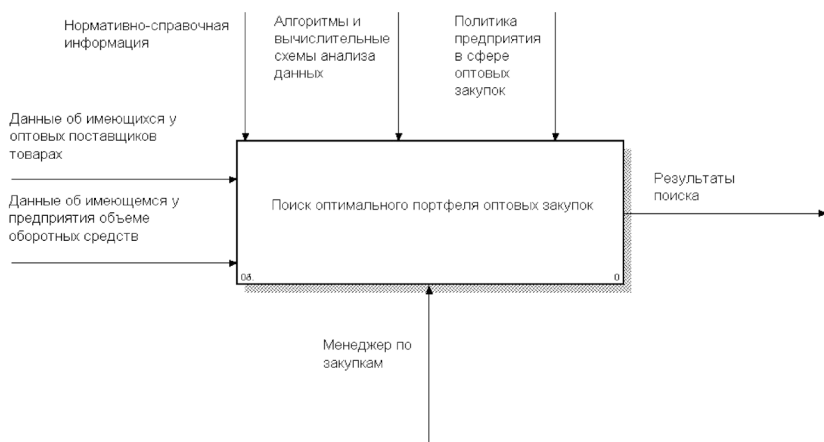 Нормативно-справочная
информация
Алгоритмы и
вычислительные
схемы анализа
данных
Политика
предприятия
в сфере
оптовых
закупок
Данные об имеющихся у
оптовых поставщиков
товарах
Данные об имеющемся у
предприятия объеме
оборотных средств
Поиск оптимального портфеля оптовых закупок
0
Результаты
поиска
Менеджер по
закупкам